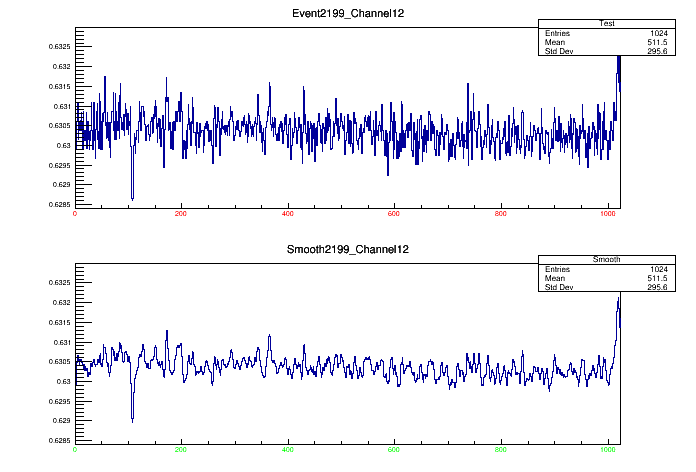 Event2199_Channel12
Test
Entries 1024
Mean 511.5
Std Dev 295.6
0.6325
0.632
0.6315
0.631
0.6305
0.63
0.6295
0.629
0.6285
0 200 400 600 800 1000
Smooth2199_Channel12
Smooth
Entries 1024
Mean 511.5
Std Dev 295.6
0.6325
0.632
0.6315
0.631
0.6305
0.63
0.6295
0.629
0.6285
0 200 400 600 800 1000